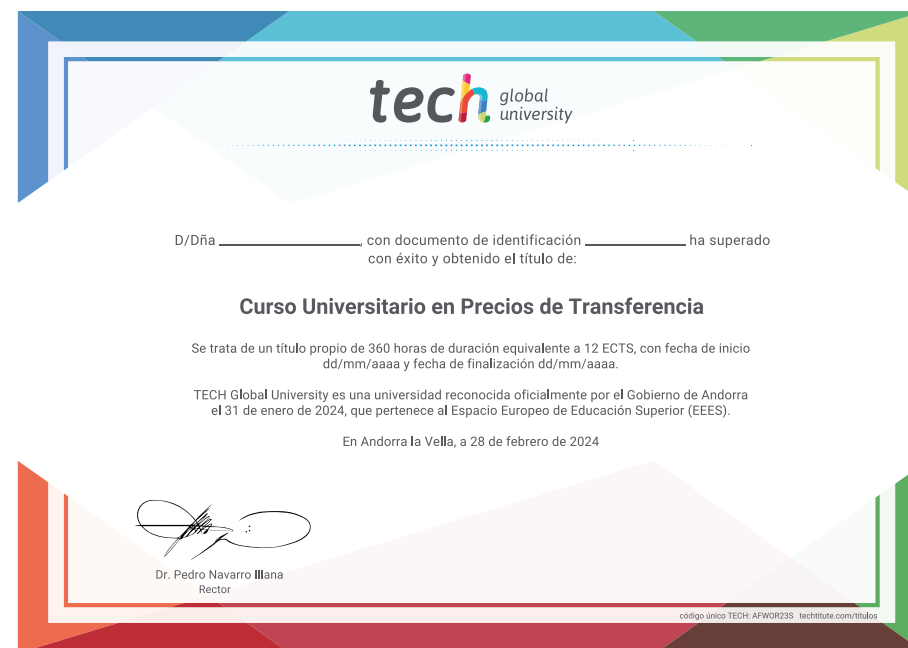 tech global
university
D/Dña , con documento de identificación ha superado
con éxito y obtenido el título de:
Curso Universitario en Precios de Transferencia
Se trata de un título propio de 360 horas de duración equivalente a 12 ECTS, con fecha de inicio
dd/mm/aaaa y fecha de finalización dd/mm/aaaa.
TECH Global University es una universidad reconocida oficialmente por el Gobierno de Andorra
el 31 de enero de 2024, que pertenece al Espacio Europeo de Educación Superior (EEES).
En Andorra la Vella, a 28 de febrero de 2024
Dr. Pedro Navarro Illana
Rector
código único TECH: AFWOR23S techtitute.com/titulos